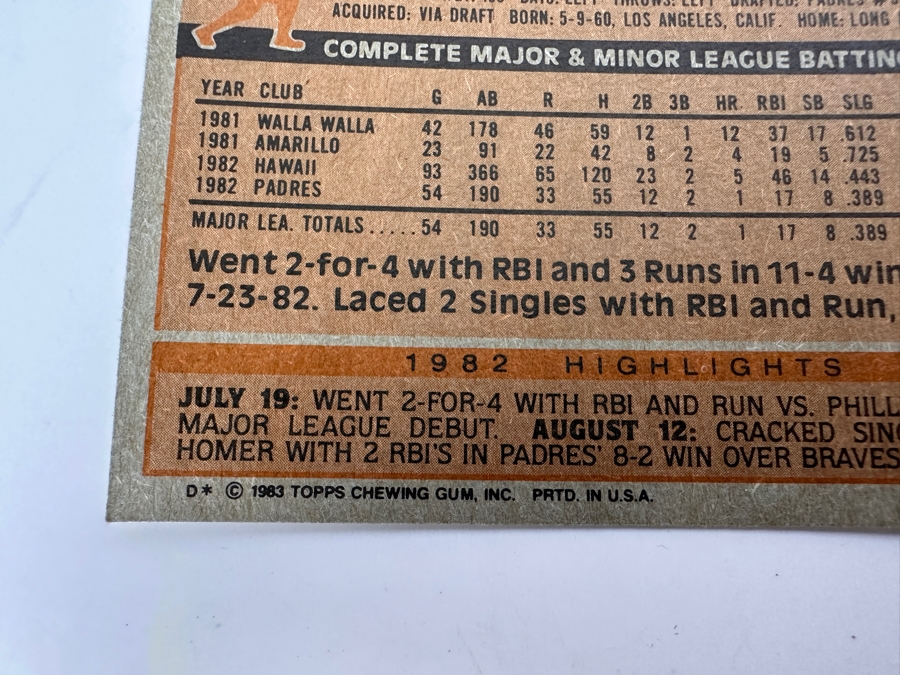 ACQUIRED: VIA DRAFT BORN: 5-9-60, LOS ANGELES, CALIF. HOME: LONG
COMPLETE MAJOR & MINOR LEAGUE BATTING
YEAR CLUB G AB R H 2B 3B HR RBI SB SLG
1981 WALLA WALLA 42 178 46 59 12 1 12 37 17 .612
1981 AMARILLO 23 91 22 42 8 2 4 19 5 .725
1982 HAWAII 93 366 65 120 23 2 5 46 14 .443
1982 PADRES 54 190 33 55 12 2 1 17 8 .389
MAJOR LEA. TOTALS.....54 190 33 55 12 2 1 17 8 .389
Went 2-for-4 with RBI and 3 Runs in 11-4 win
7-23-82. Laced 2 Singles with RBI and Run,
1982 HIGHLIGHTS
JULY 19: WENT 2-FOR-4 WITH RBI AND RUN VS. PHILL
MAJOR LEAGUE DEBUT. AUGUST 12: CRACKED SIN
HOMER WITH 2 RBI'S IN PADRES' 8-2 WIN OVER BRAVES
D* © 1983 TOPPS CHEWING GUM, INC. PRTD. IN U.S.A.